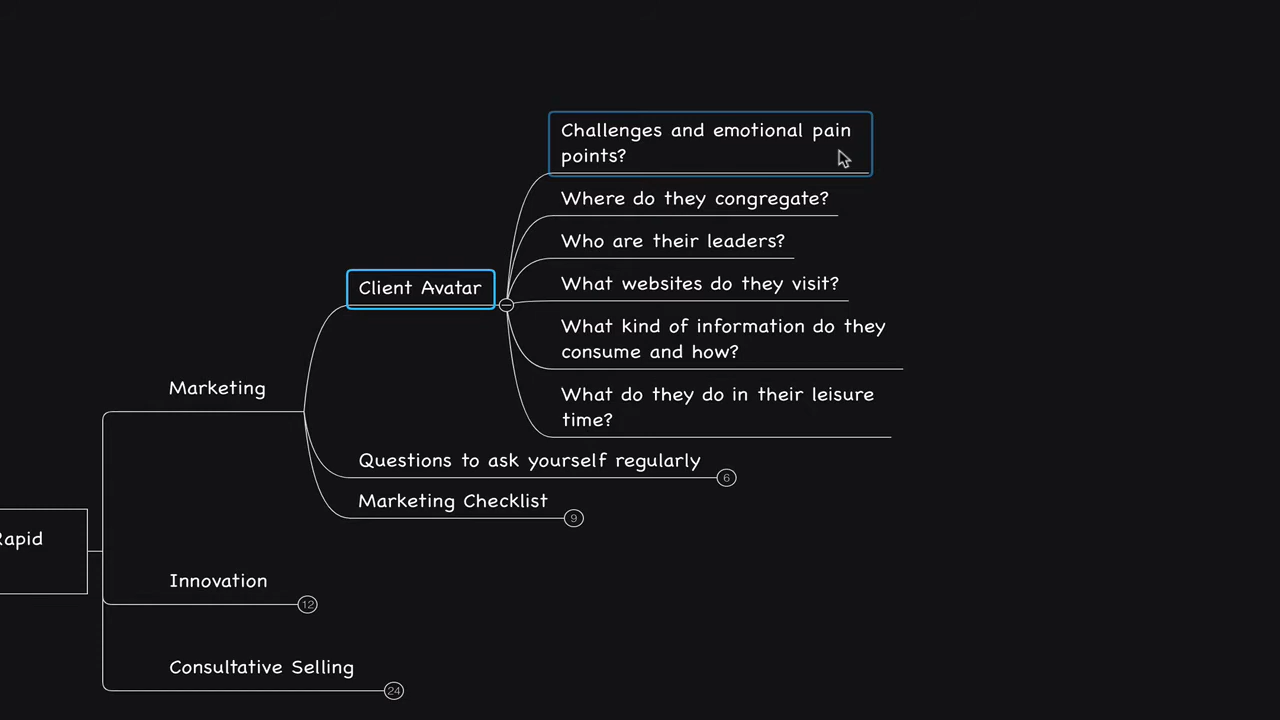 Challenges and emotional pain
points?
Where do they congregate?
Who are their leaders?
Client Avatar
What websites do they visit?
What kind of information do they
consume and how?
Marketing
What do they do in their leisure
time?
Questions to ask yourself regularly
6
Marketing Checklist
9
Rapid
Innovation
12
Consultative Selling
24